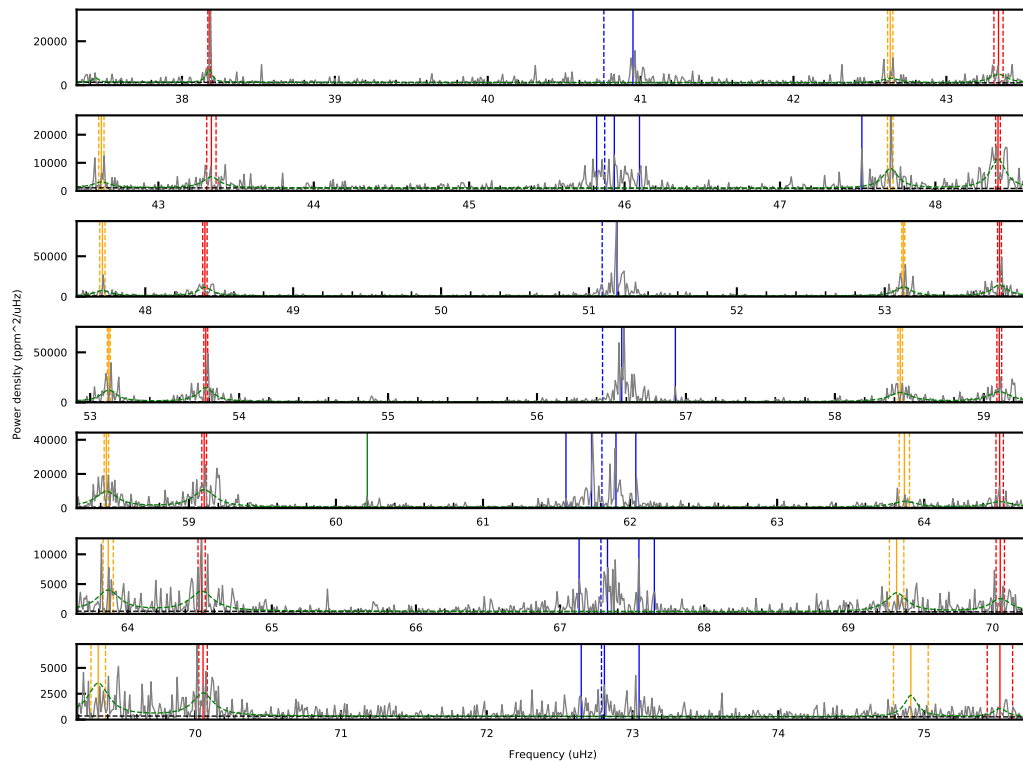 20000
0
38 39 40 41 42 43
20000
10000
0
43 44 45 46 47 48
50000
0
48 49 50 51 52 53
50000
0
53 54 55 56 57 58 59
40000
20000
0
59 60 61 62 63 64
10000
5000
0
64 65 66 67 68 69 70
5000
2500
0
70 71 72 73 74 75
Power density (ppm^2/uHz)
Frequency (uHz)